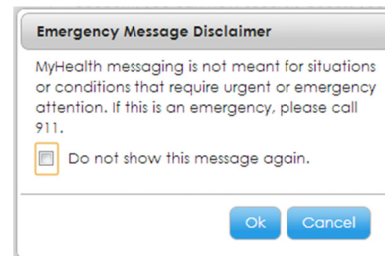 Emergency Message Disclaimer
MyHealth messaging is not meant for situations
or conditions that require urgent or emergency
attention. If this is an emergency, please call
911.
Do not show this message again.
Ok Cancel